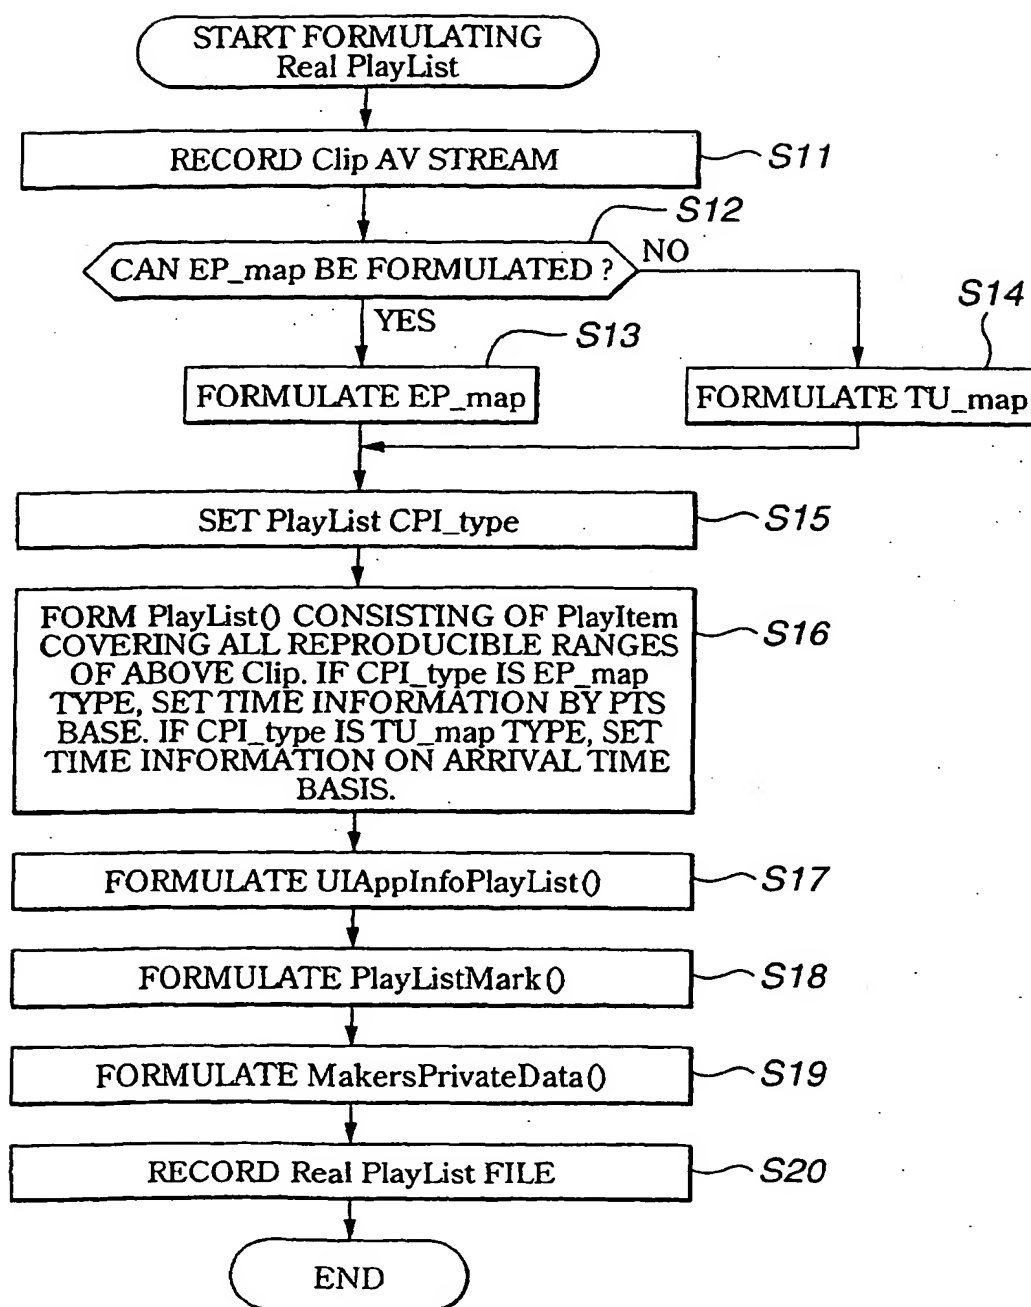 START FORMULATING
Real PlayList
RECORD Clip AV STREAM
S11
S12
CAN EP_map BE FORMULATED ?
NO
YES
S13
S14
FORMULATE EP_map
FORMULATE TU_map
SET PlayList CPI_type
S15
FORM PlayList() CONSISTING OF PlayItem
COVERING ALL REPRODUCIBLE RANGES
OF ABOVE Clip. IF CPI_type IS EP_map
TYPE, SET TIME INFORMATION BY PTS
BASE. IF CPI_type IS TU_map TYPE, SET
TIME INFORMATION ON ARRIVAL TIME
BASIS.
S16
FORMULATE UIAppInfoPlayList()
S17
FORMULATE PlayListMark()
S18
FORMULATE MakersPrivateData()
S19
RECORD Real PlayList FILE
S20
END